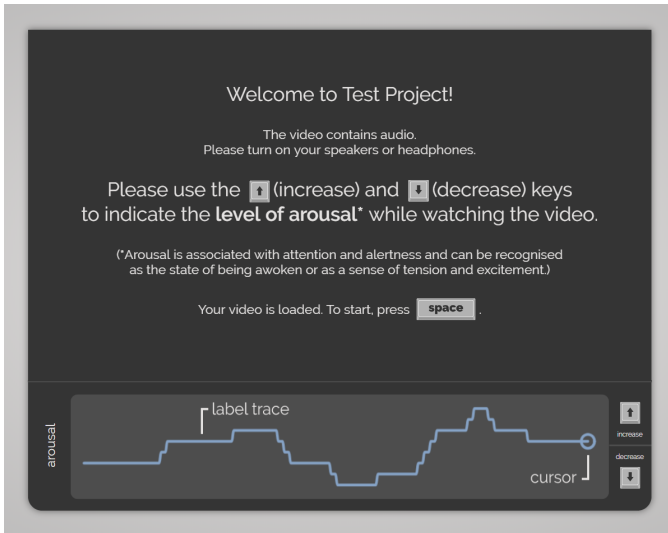 Welcome to Test Project!
The video contains audio.
Please turn on your speakers or headphones.
Please use the (increase) and (decrease) keys
to indicate the level of arousal* while watching the video.
(*Arousal is associated with attention and alertness and can be recognised
as the state of being awoken or as a sense of tension and excitement.)
Your video is loaded. To start, press space .
arousal
label trace
cursor
increase
decrease